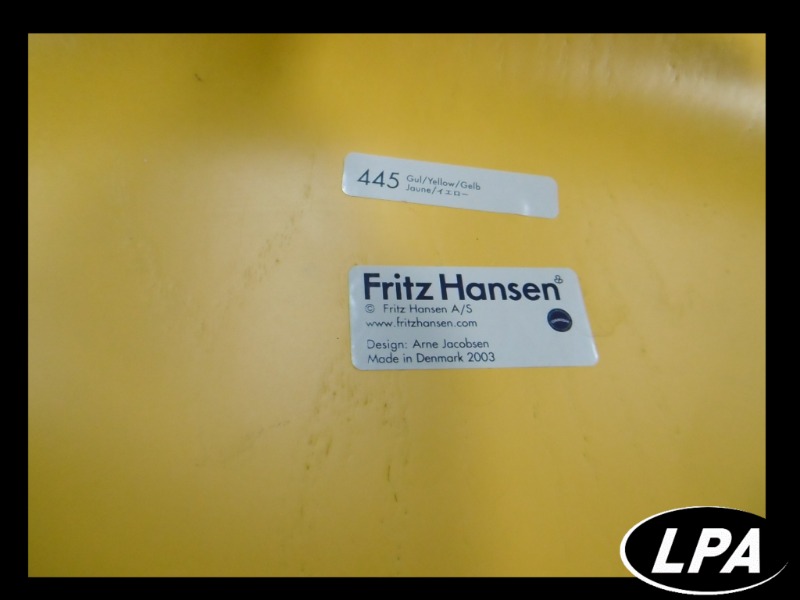 445 Gul/Yellow/Gelb
Jaune/イエロー
Fritz Hansen
© Fritz Hansen A/S
www.fritzhansen.com
Design: Arne Jacobsen
Made in Denmark 2003
LPA